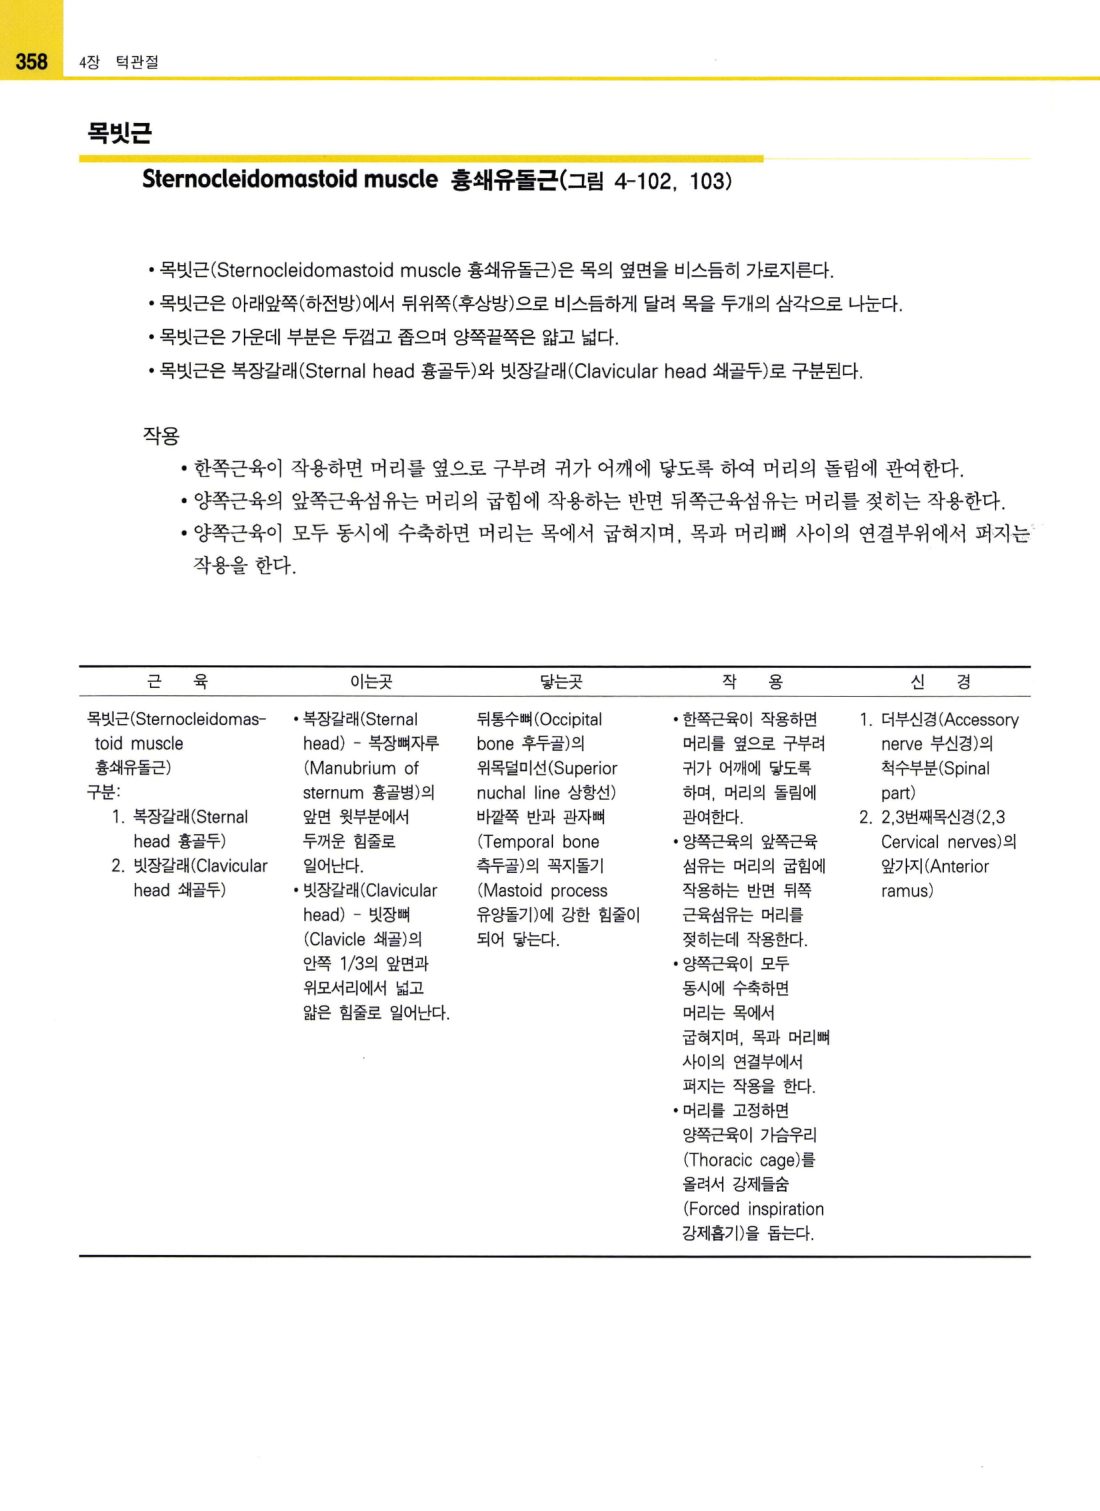 358 4장 턱관절
목빗근
Sternocleidomastoid muscle 흉쇄유돌근(그림 4-102, 103)
• 목빗근(Sternocleidomastoid muscle 흉쇄유돌근)은 목의 옆면을 비스듬히 가로지른다.
• 목빗근은 아래앞쪽(하전방)에서 뒤위쪽(후상방)으로 비스듬하게 달려 목을 두개의 삼각으로 나눈다.
• 목빗근은 가운데 부분은 두껍고 좁으며 양쪽끝쪽은 얇고 넓다.
• 목빗근은 복장갈래(Sternal head 흉골두)와 빗장갈래(Clavicular head 쇄골두)로 구분된다.
작용
• 한쪽근육이 작용하면 머리를 옆으로 구부려 귀가 어깨에 닿도록 하여 머리의 돌림에 관여한다.
• 양쪽근육의 앞쪽근육섬유는 머리의 굽힘에 작용하는 반면 뒤쪽근육섬유는 머리를 젖히는 작용한다.
• 양쪽근육이 모두 동시에 수축하면 머리는 목에서 굽혀지며, 목과 머리뼈 사이의 연결부위에서 펴지는
작용을 한다.
근 육 이는곳 닿는곳 작 용 신 경
목빗근(Sternocleidomas-
toid muscle
흉쇄유돌근)
구분:
1. 복장갈래(Sternal
head 흉골두)
2. 빗장갈래(Clavicular
head 쇄골두)
• 복장갈래(Sternal
head) - 복장뼈자루
(Manubrium of
sternum 흉골병)의
앞면 윗부분에서
두꺼운 힘줄로
일어난다.
• 빗장갈래(Clavicular
head) - 빗장뼈
(Clavicle 쇄골)의
안쪽 1/3의 앞면과
위모서리에서 넓고
얇은 힘줄로 일어난다.
뒤통수뼈(Occipital
bone 후두골)의
위목덜미선(Superior
nuchal line 상항선)
바깥쪽 반과 관자뼈
(Temporal bone
측두골)의 꼭지돌기
(Mastoid process
유양돌기)에 강한 힘줄이
되어 닿는다.
• 한쪽근육이 작용하면
머리를 옆으로 구부려
귀가 어깨에 닿도록
하며, 머리의 돌림에
관여한다.
• 양쪽근육의 앞쪽근육
섬유는 머리의 굽힘에
작용하는 반면 뒤쪽
근육섬유는 머리를
젖히는데 작용한다.
• 양쪽근육이 모두
동시에 수축하면
머리는 목에서
굽혀지며, 목과 머리뼈
사이의 연결부에서
펴지는 작용을 한다.
• 머리를 고정하면
양쪽근육이 가슴우리
(Thoracic cage)를
올려서 강제들숨
(Forced inspiration
강제흡기)을 돕는다.
1. 더부신경(Accessory
nerve 부신경)의
척수부분(Spinal
part)
2. 2,3번째목신경(2,3
Cervical nerves)의
앞가지(Anterior
ramus)